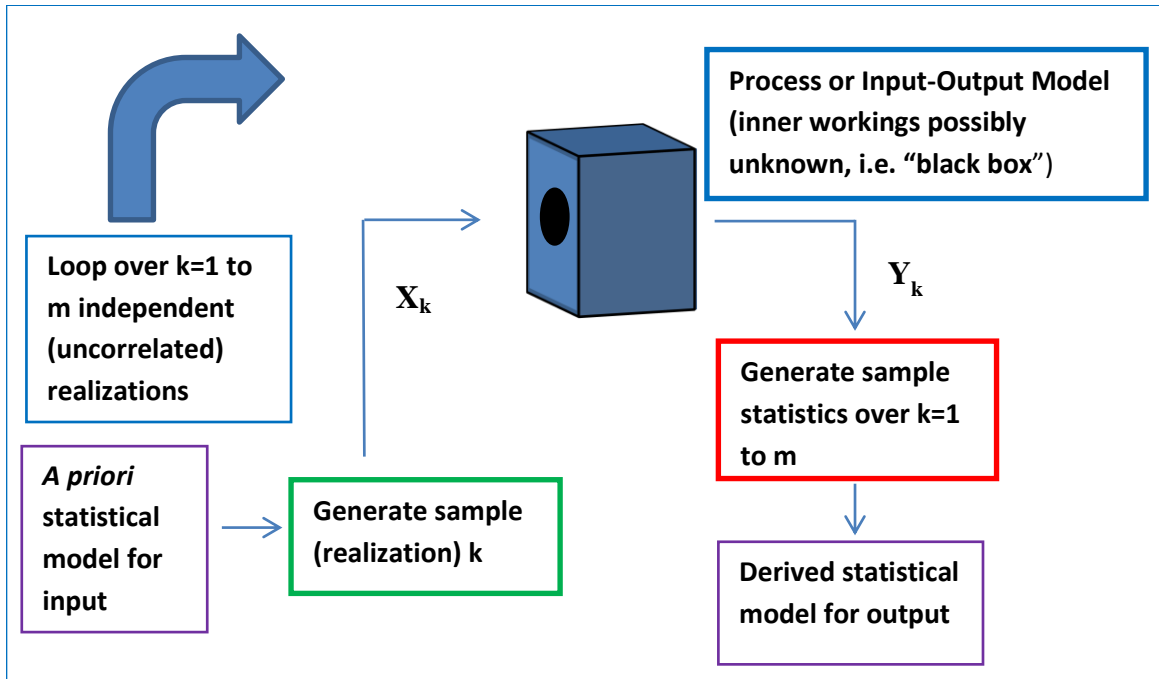 Process or Input-Output Model
(inner workings possibly
unknown, i.e. “black box”)
Loop over k=1 to
m independent
(uncorrelated)
realizations
Xk
Yk
Generate sample
statistics over k=1
to m
A priori
statistical
model for
input
Generate sample
(realization) k
Derived statistical
model for output